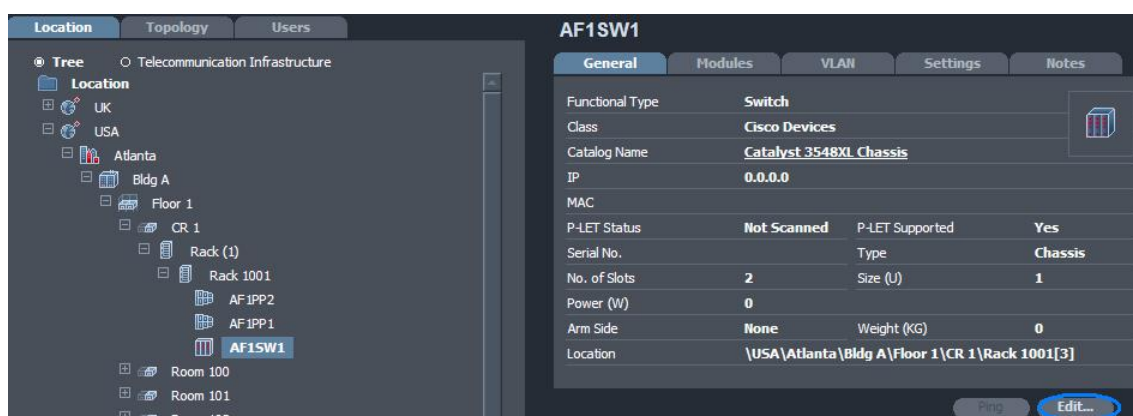 Location Topology Users
Tree Telecommunication Infrastructure
Location
UK
USA
Atlanta
Bldg A
Floor 1
CR 1
Rack (1)
Rack 1001
AF1PP2
AF1PP1
AF1SW1
Room 100
Room 101
AF1SW1
General Modules VLAN Settings Notes
Functional Type Switch
Class Cisco Devices
Catalog Name Catalyst 3548XL Chassis
IP 0.0.0.0
MAC
P-LET Status Not Scanned P-LET Supported Yes
Serial No. Type Chassis
No. of Slots 2 Size (U) 1
Power (W) 0
Arm Side None Weight (KG) 0
Location \USA\Atlanta\Bldg A\Floor 1\CR 1\Rack 1001[3]
Ping Edit...